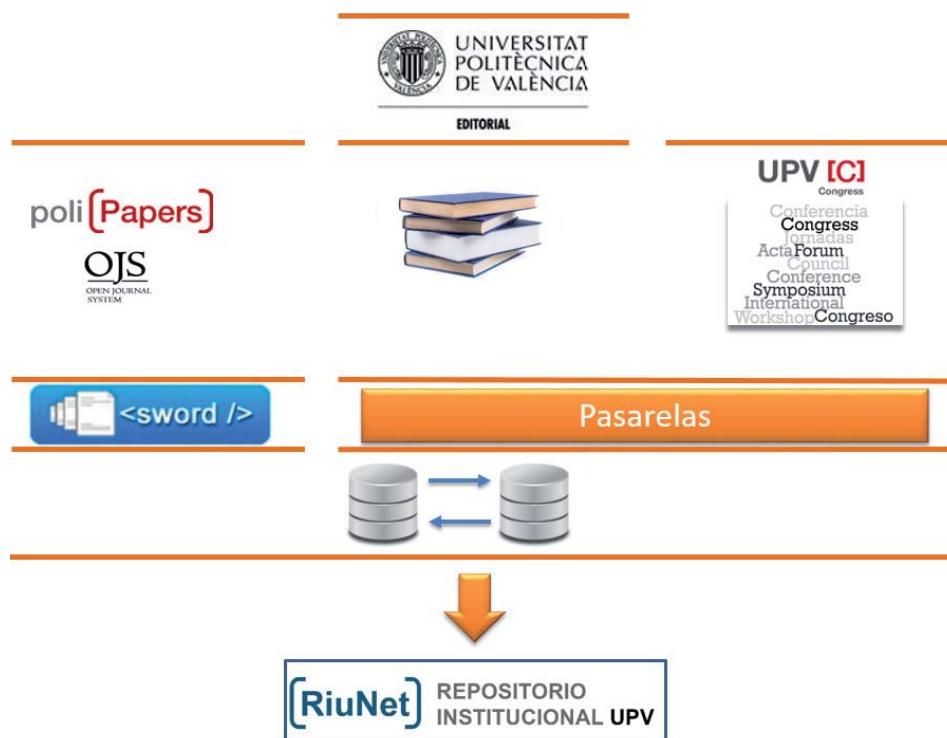 UNIVERSITAT
POLITÈCNICA
DE VALÈNCIA
EDITORIAL
poli[Papers]
OJS
OPEN JOURNAL
SYSTEM
UPV [C]
Congress
Conferencia
Congress
Jornadas
ActaForum
Council
Conference
Symposium
International
WorkshopCongreso
<sword />
Pasarelas
[RiuNet]
REPOSITORIO
INSTITUCIONAL UPV